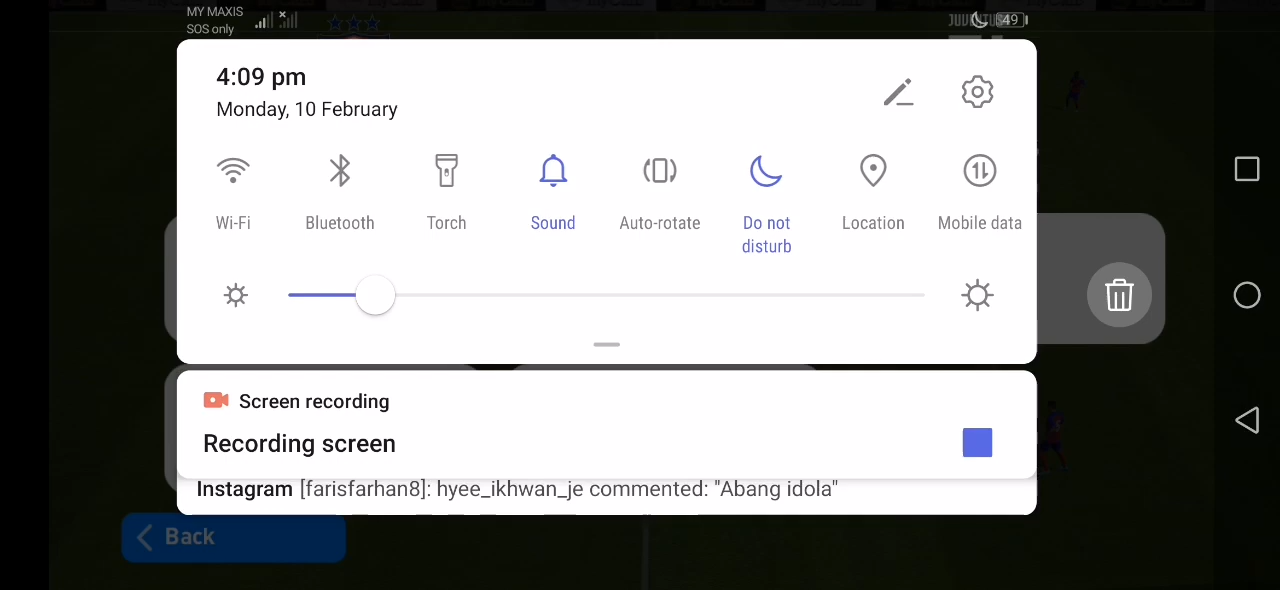 MY MAXIS
SOS only
49
4:09 pm
Monday, 10 February
Wi-Fi
Bluetooth
Torch
Sound
Auto-rotate
Do not
disturb
Location
Mobile data
Screen recording
Recording screen
Instagram [farisfarhan8]: hyee_ikhwan_je commented: "Abang idola"
Back